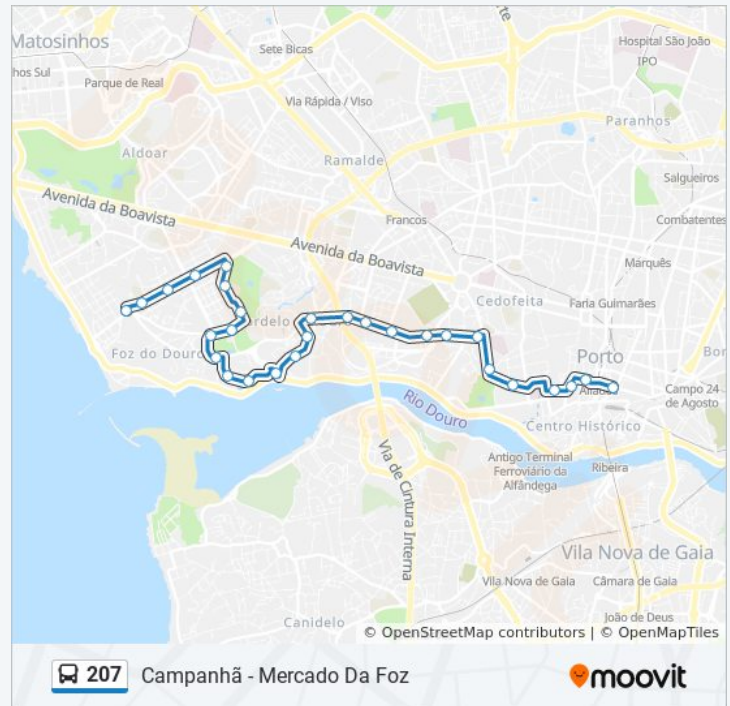 Matosinhos
Sete Bicas
rte
Hospital São João
IPO
hos Sul
Parque de Real
Via Rápida / Viso
Paranhos
Aldoar
Ramalde
Salgueiros
Avenida da Boavista
Francos
Combatentes
Avenida da Boavista
Marquês
Cedofeita
Faria Guimarães
rdelo
Foz do Douro
Porto
Bon
Aliados
Campo 24
de Agosto
Rio Douro
Centro Histórico
Antigo Terminal
Ferroviário da
Alfândega
Ribeira
Via de Cintura Interna
Vila Nova de Gaia
Vila Nova de Gaia
Câmara de Gaia
João de Deus
Canidelo
© OpenStreetMap contributors | © OpenMapTiles
207 Campanhã - Mercado Da Foz
moovit